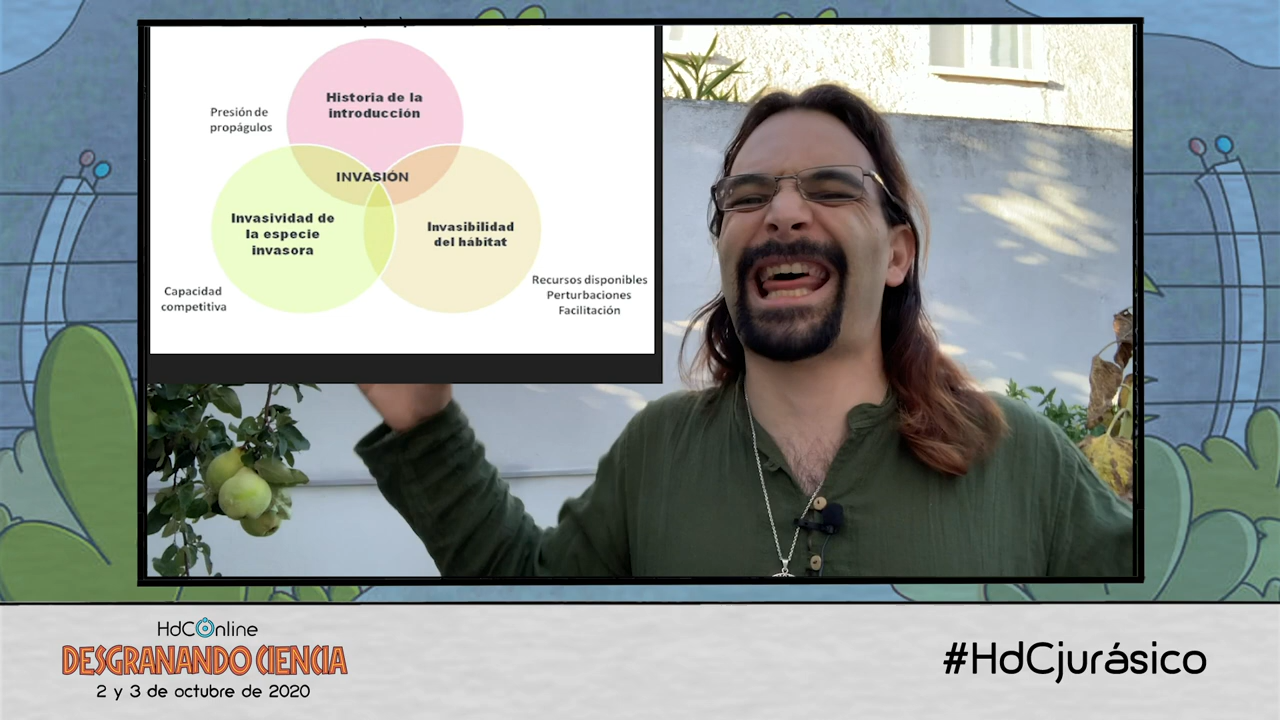 Historia de la
introducción
Presión de
propágulos
INVASIÓN
Invasividad de
la especie
invasora
Invasibilidad
del hábitat
Capacidad
competitiva
Recursos disponibles
Perturbaciones
Facilitación
HdCOnline
DESGRANANDO CIENCIA
2 y 3 de octubre de 2020
#HdCjurásico